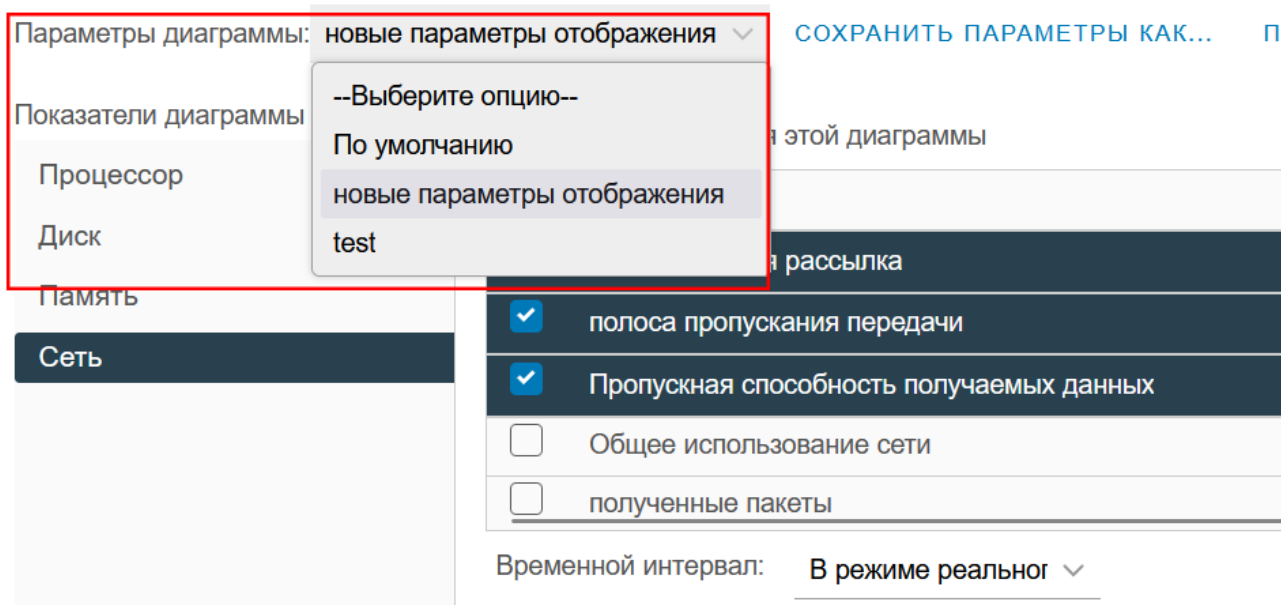 Параметры диаграммы: новые параметры отображения СОХРАНИТЬ ПАРАМЕТРЫ КАК...
--Выберите опцию--
Показатели диаграммы
этой диаграммы
По умолчанию
Процессор
новые параметры отображения
Диск
test
рассылка
Память
полоса пропускания передачи
Сеть
Пропускная способность получаемых данных
Общее использование сети
полученные пакеты
Временной интервал: В режиме реальног